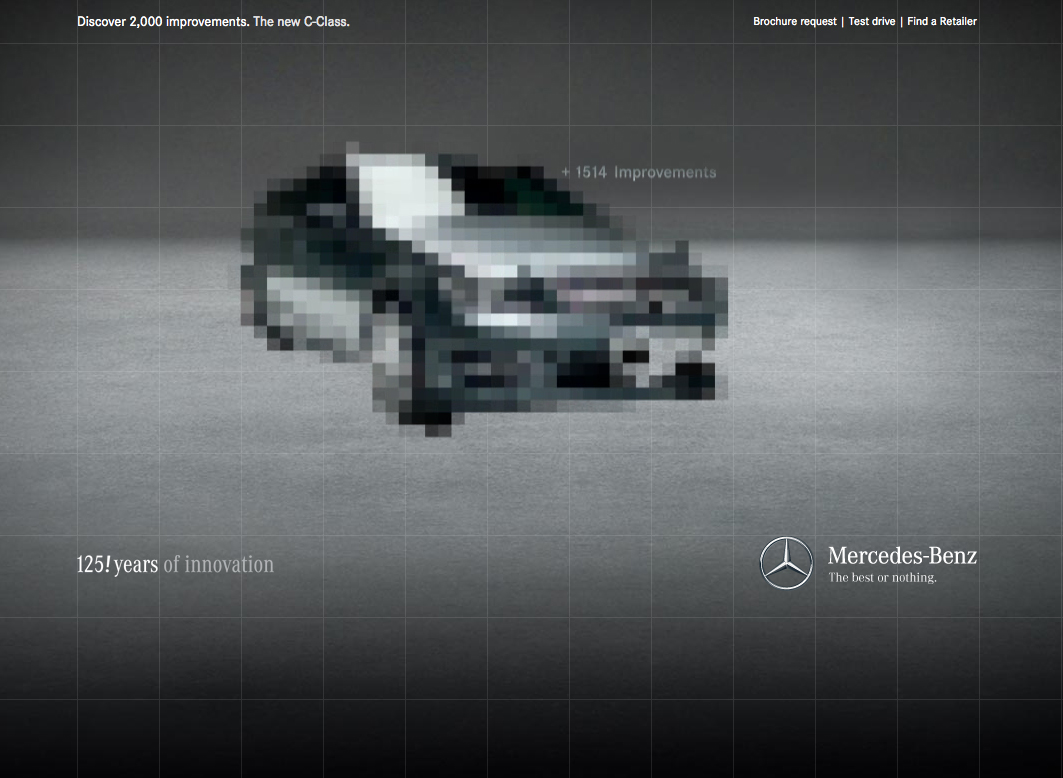 Discover 2,000 improvements. The new C-Class.
Brochure request | Test drive | Find a Retailer
+ 1514 Improvements
125! years of innovation
Mercedes-Benz
The best or nothing.